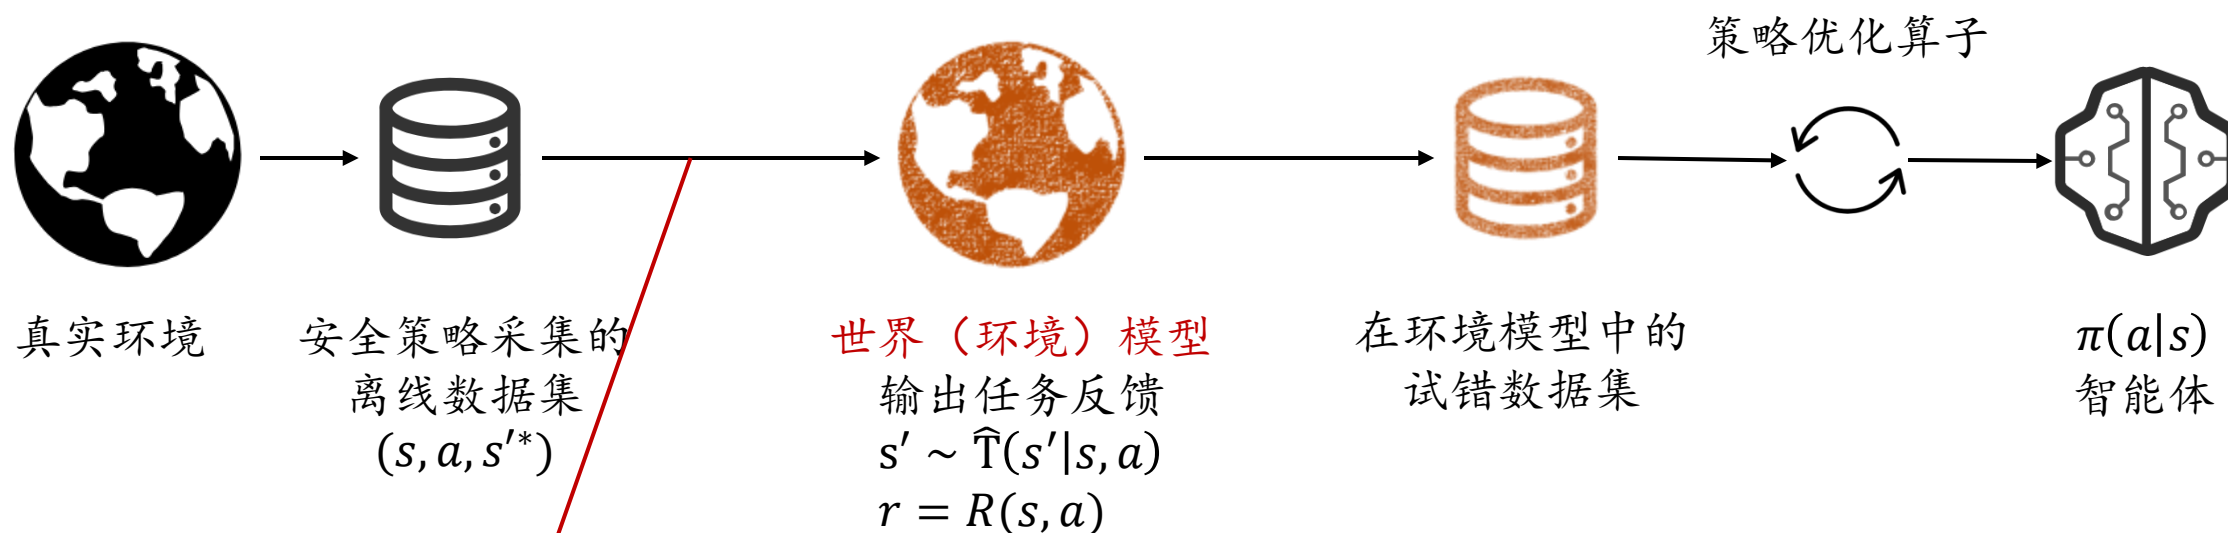 策略优化算子
真实环境
安全策略采集的
离线数据集
(s, a, s′*)
世界（环境）模型
输出任务反馈
s′ ~ T̂(s′|s, a)
r = R(s, a)
在环境模型中的
试错数据集
π(a|s)
智能体